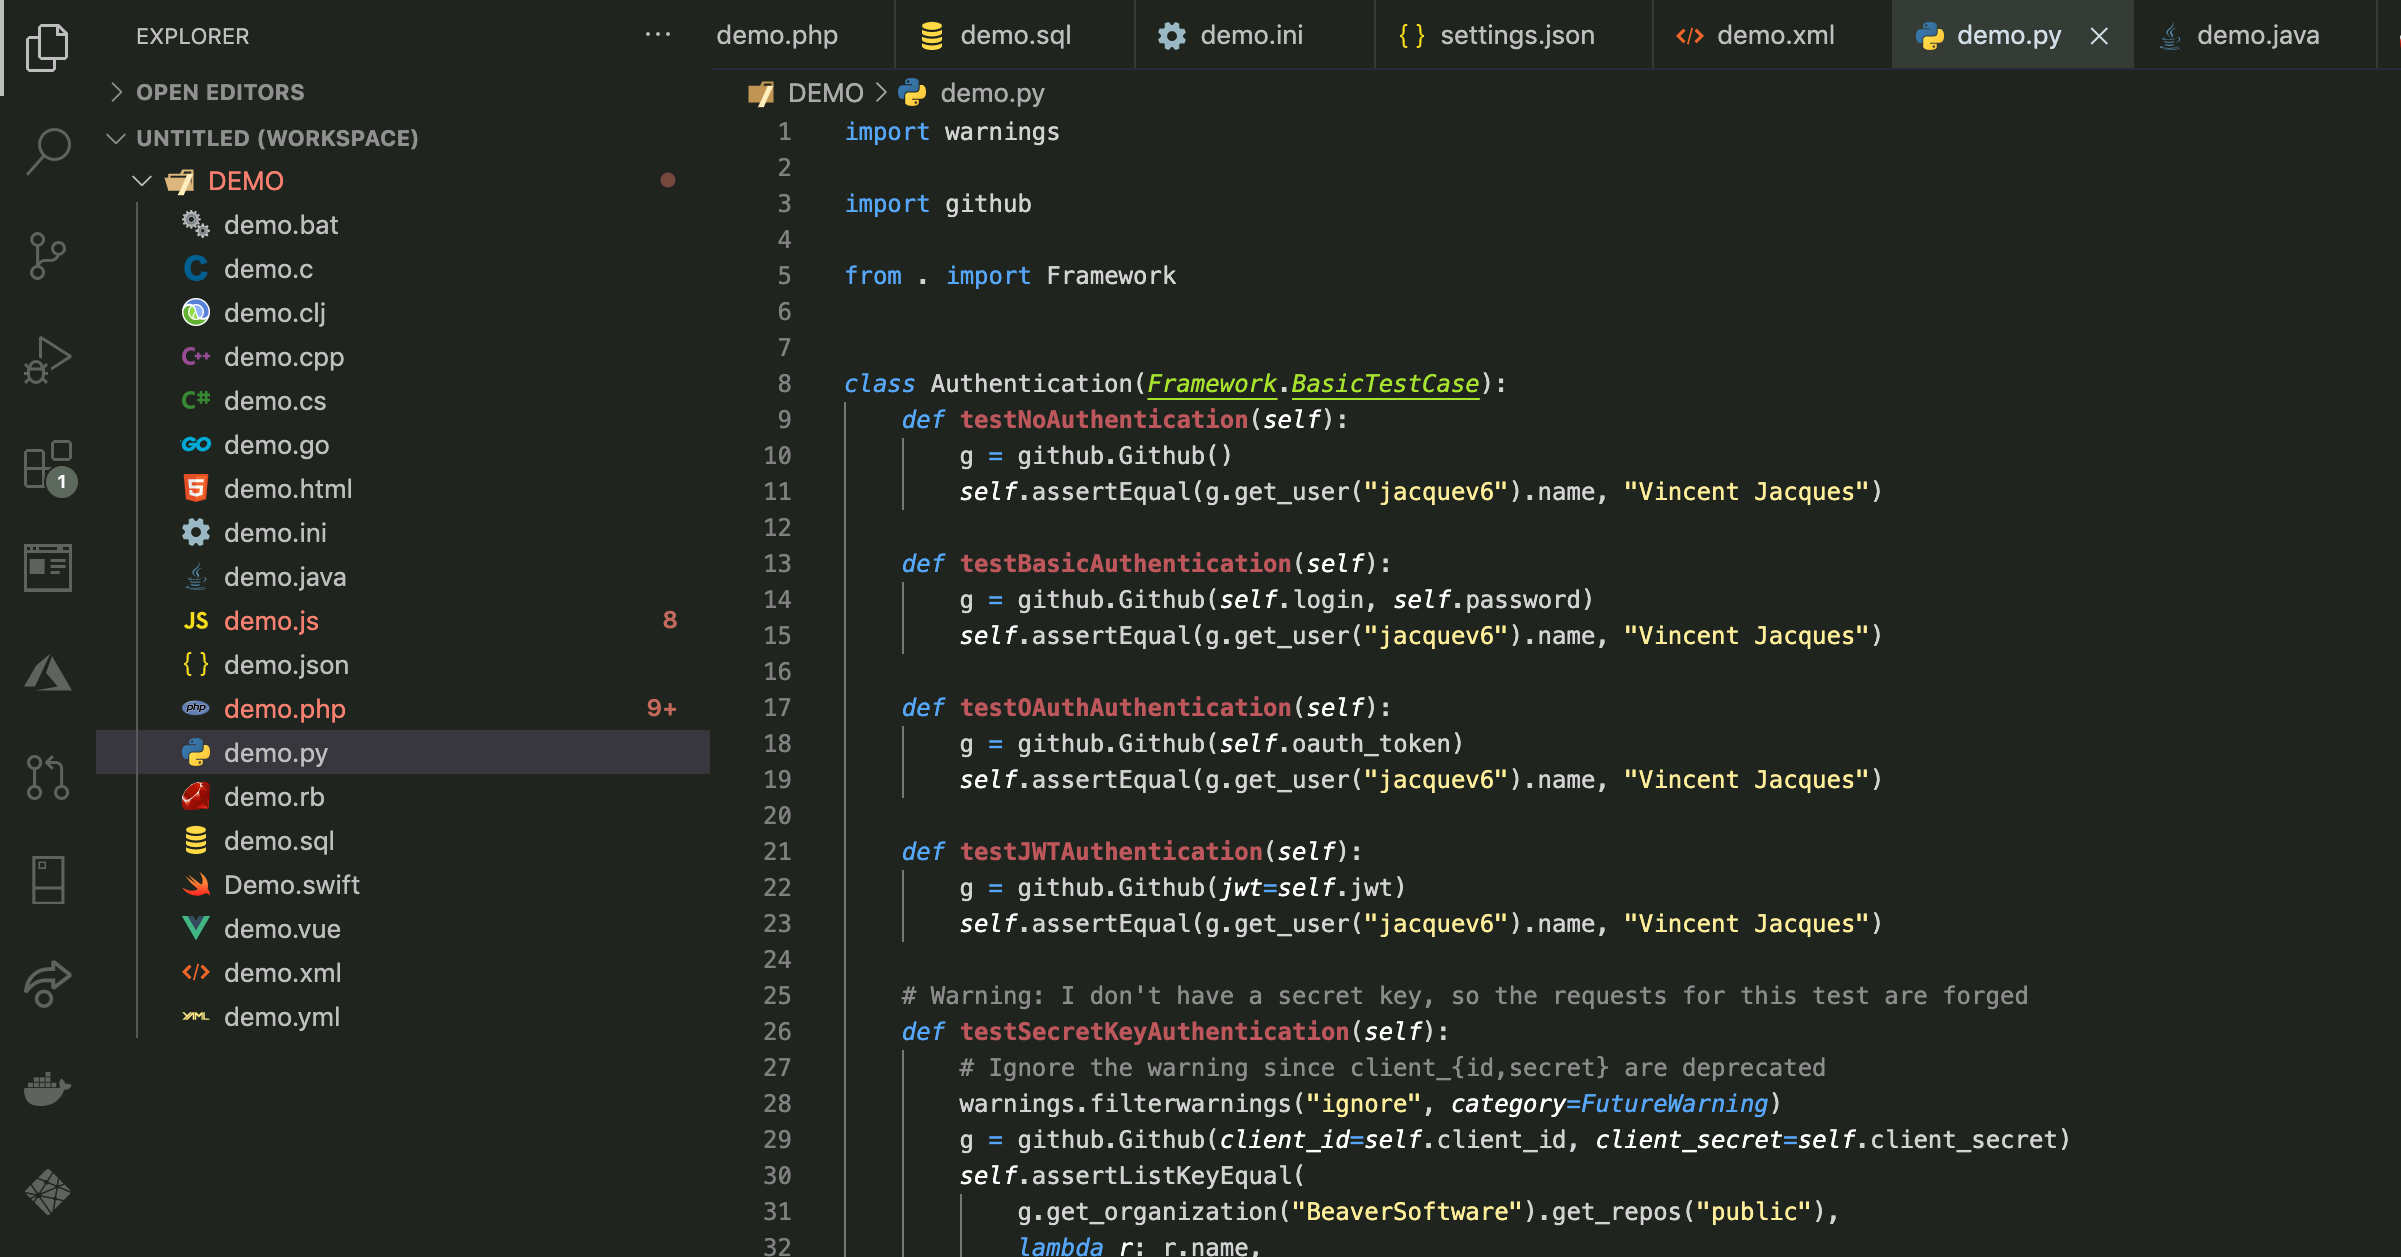 EXPLORER
OPEN EDITORS
UNTITLED (WORKSPACE)
DEMO
demo.bat
demo.c
demo.clj
demo.cpp
demo.cs
demo.go
demo.html
demo.ini
demo.java
JS demo.js 8
{ } demo.json
php demo.php 9+
demo.py
demo.rb
demo.sql
Demo.swift
demo.vue
</> demo.xml
YAML demo.yml
1
demo.php
demo.sql
demo.ini
{ } settings.json
</> demo.xml
demo.py
demo.java
DEMO > demo.py
1 import warnings
2
3 import github
4
5 from . import Framework
6
7
8 class Authentication(Framework.BasicTestCase):
9     def testNoAuthentication(self):
10         g = github.Github()
11         self.assertEqual(g.get_user("jacquev6").name, "Vincent Jacques")
12
13     def testBasicAuthentication(self):
14         g = github.Github(self.login, self.password)
15         self.assertEqual(g.get_user("jacquev6").name, "Vincent Jacques")
16
17     def testOAuthAuthentication(self):
18         g = github.Github(self.oauth_token)
19         self.assertEqual(g.get_user("jacquev6").name, "Vincent Jacques")
20
21     def testJWTAuthentication(self):
22         g = github.Github(jwt=self.jwt)
23         self.assertEqual(g.get_user("jacquev6").name, "Vincent Jacques")
24
25     # Warning: I don't have a secret key, so the requests for this test are forged
26     def testSecretKeyAuthentication(self):
27         # Ignore the warning since client_{id,secret} are deprecated
28         warnings.filterwarnings("ignore", category=FutureWarning)
29         g = github.Github(client_id=self.client_id, client_secret=self.client_secret)
30         self.assertListKeyEqual(
31             g.get_organization("BeaverSoftware").get_repos("public"),
32             lambda r: r.name,